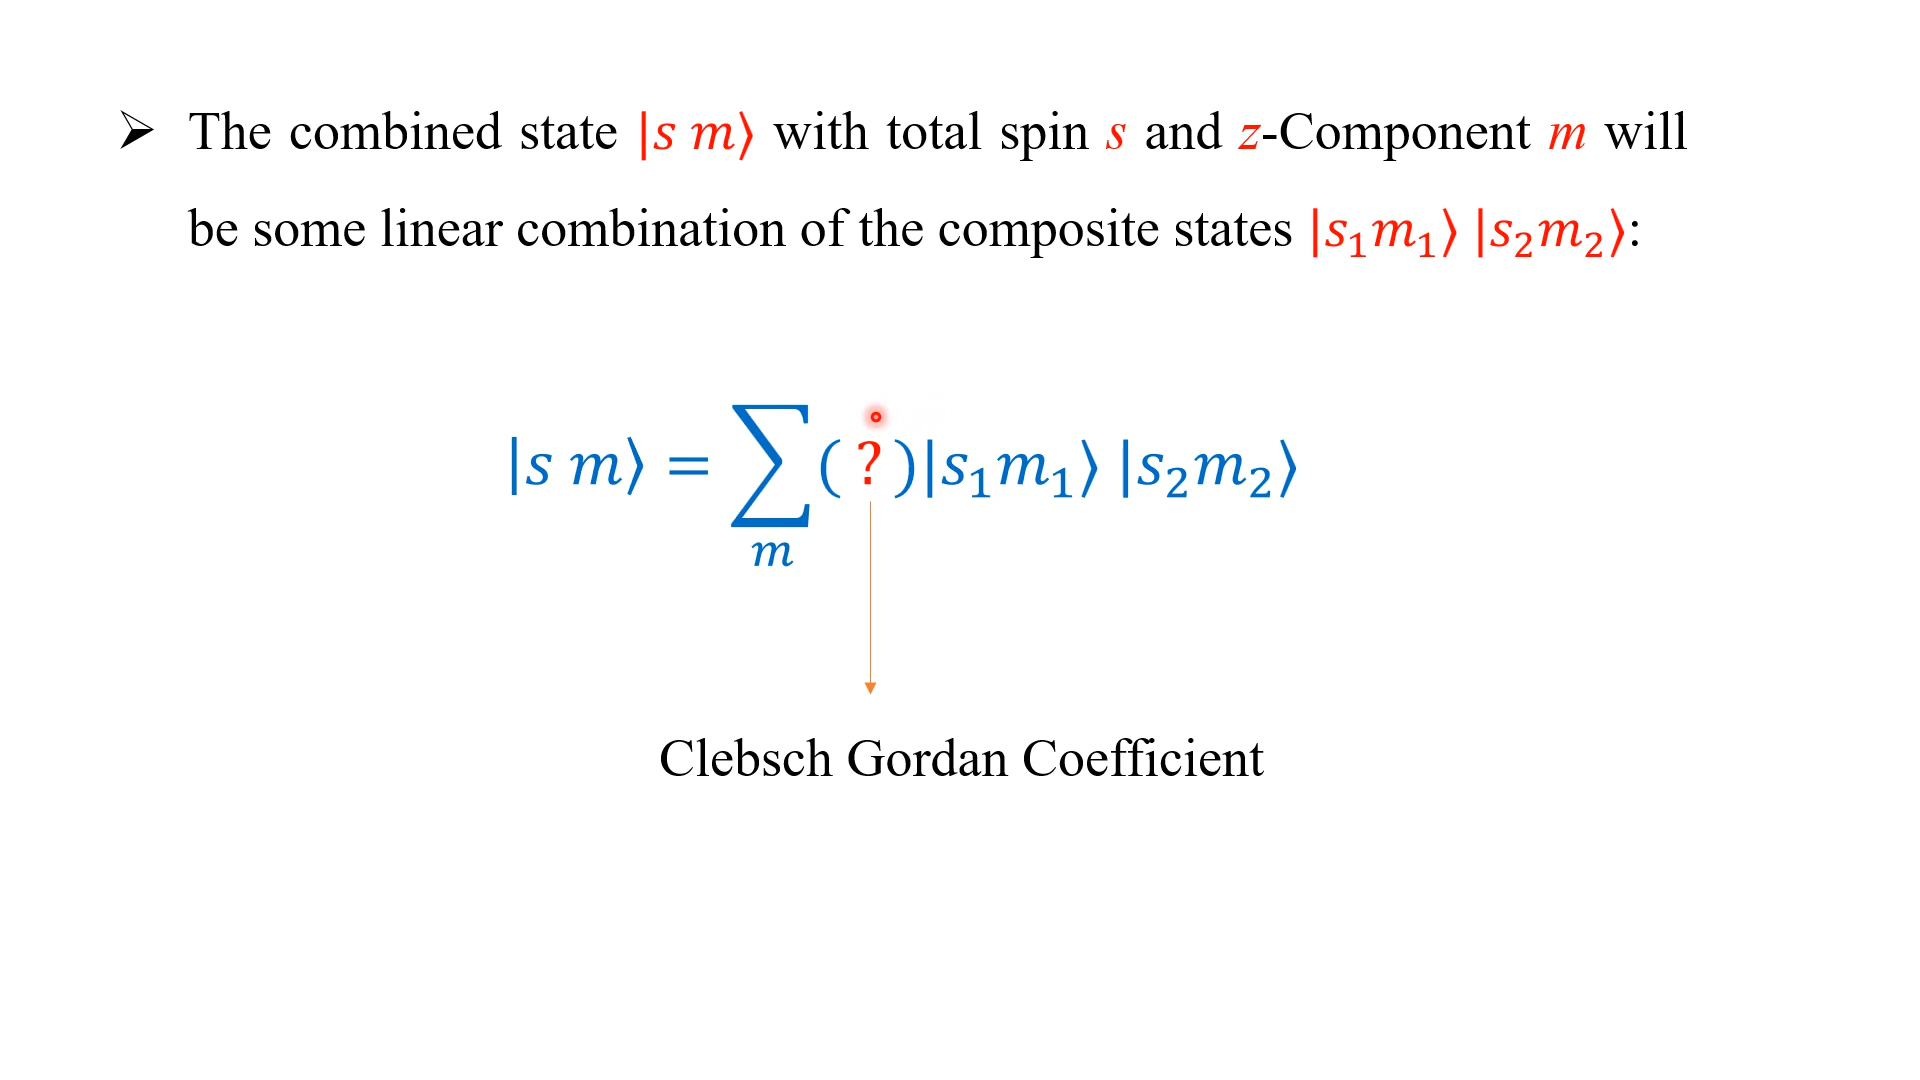 ➢ The combined state |s m⟩ with total spin s and z-Component m will
be some linear combination of the composite states |s₁m₁⟩ |s₂m₂⟩:
|s m⟩ = ∑ ( ? )|s₁m₁⟩ |s₂m₂⟩
m
Clebsch Gordan Coefficient